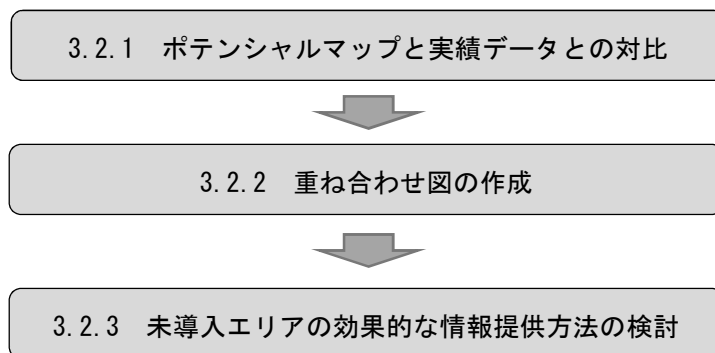 3.2.1 ポテンシャルマップと実績データとの対比
3.2.2 重ね合わせ図の作成
3.2.3 未導入エリアの効果的な情報提供方法の検討